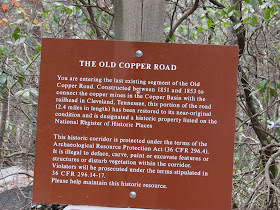 THE OLD COPPER ROAD
You are entering the last existing segment of the Old
Copper Road. Constructed between 1851 and 1853 to
connect the copper mines in the Copper Basin with the
railhead in Cleveland, Tennessee, this portion of the road
(2.4 miles in length) has been restored to its near-original
condition and is designated a historic property listed on the
National Register of Historic Places
This historic corridor is protected under the terms of the
Archaeological Resource Protection Act (36 CFR 296.4).
It is illegal to deface, carve, paint or excavate features or
structures or disturb vegetation within the corridor.
Violators will be prosecuted under the terms stipulated in
36 CFR 296.14-17.
Please help maintain this historic resource.